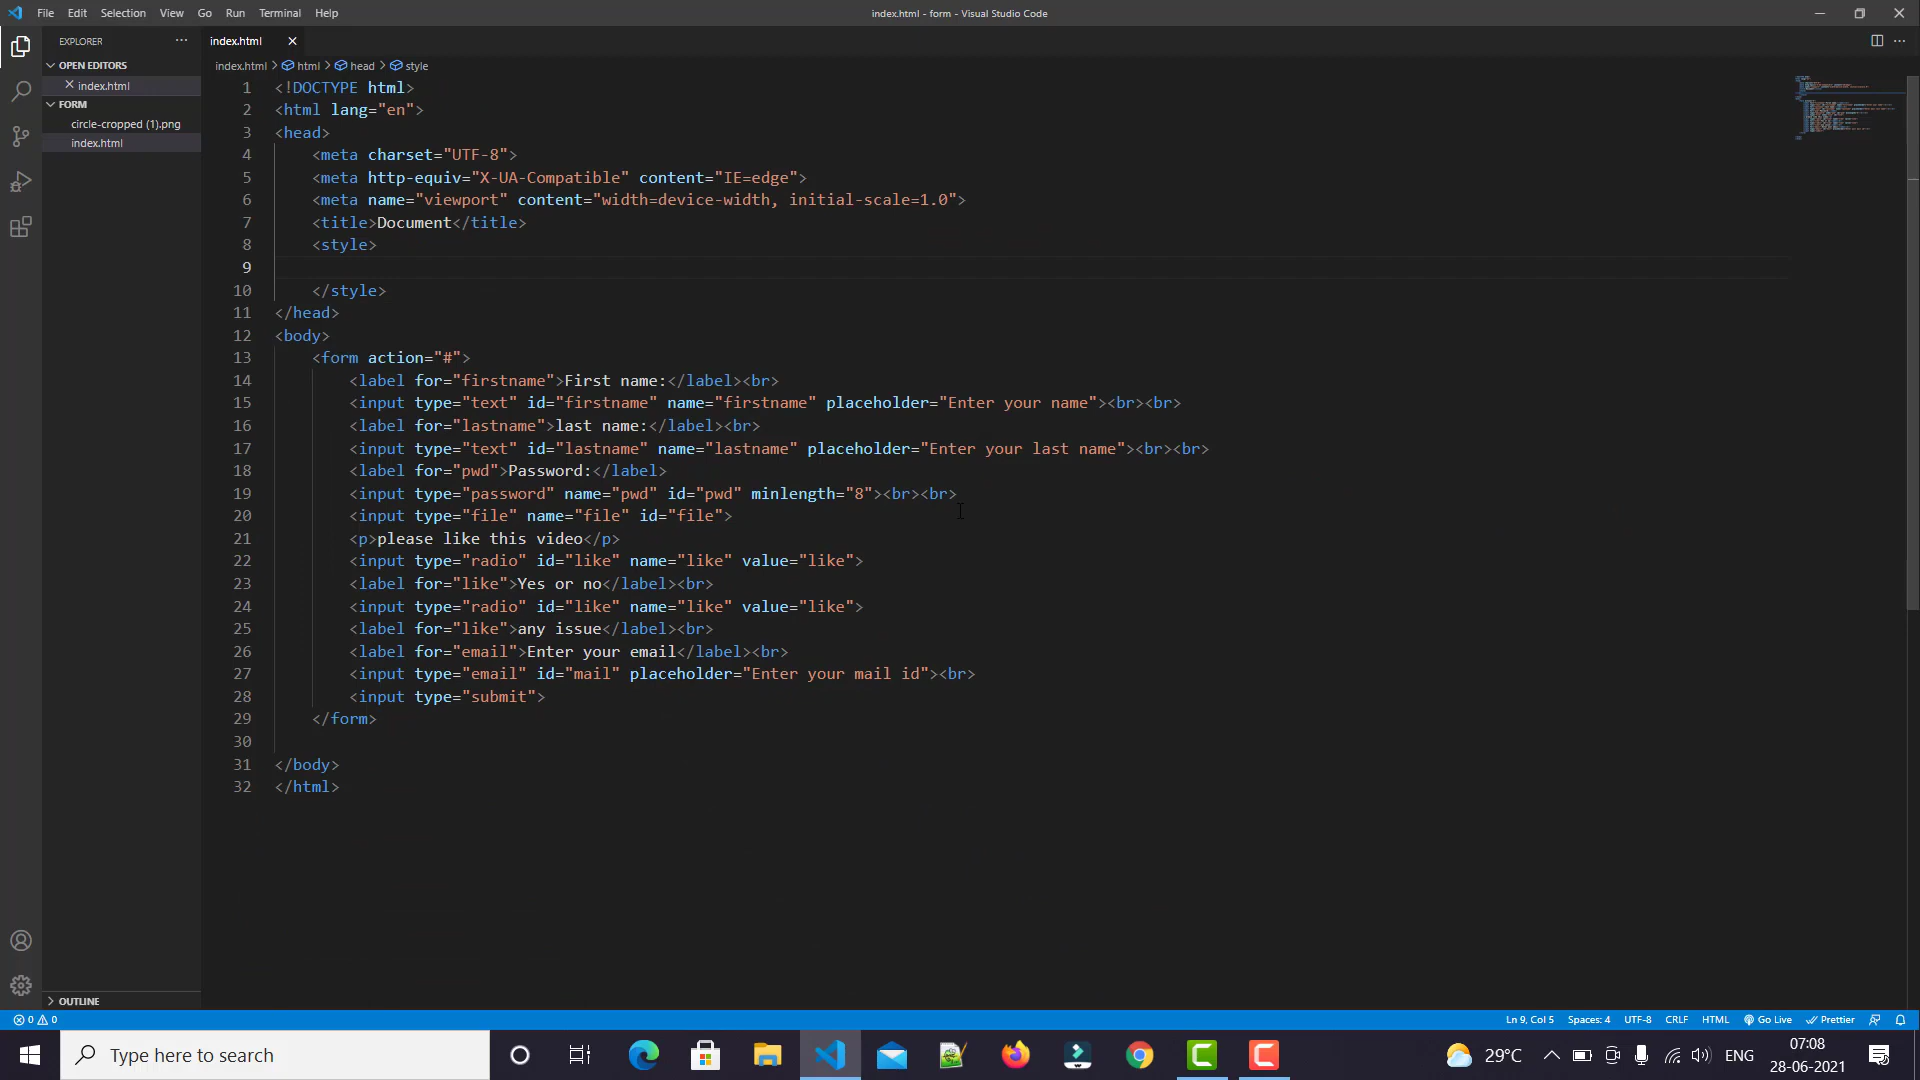 File Edit Selection View Go Run Terminal Help
index.html - form - Visual Studio Code
EXPLORER
index.html
OPEN EDITORS
index.html > html > head > style
index.html
FORM
circle-cropped (1).png
index.html
1 <!DOCTYPE html>
2 <html lang="en">
3 <head>
4 <meta charset="UTF-8">
5 <meta http-equiv="X-UA-Compatible" content="IE=edge">
6 <meta name="viewport" content="width=device-width, initial-scale=1.0">
7 <title>Document</title>
8 <style>
9
10 </style>
11 </head>
12 <body>
13 <form action="#">
14 <label for="firstname">First name:</label><br>
15 <input type="text" id="firstname" name="firstname" placeholder="Enter your name"><br><br>
16 <label for="lastname">last name:</label><br>
17 <input type="text" id="lastname" name="lastname" placeholder="Enter your last name"><br><br>
18 <label for="pwd">Password:</label>
19 <input type="password" name="pwd" id="pwd" minlength="8"><br><br>
20 <input type="file" name="file" id="file">
21 <p>please like this video</p>
22 <input type="radio" id="like" name="like" value="like">
23 <label for="like">Yes or no</label><br>
24 <input type="radio" id="like" name="like" value="like">
25 <label for="like">any issue</label><br>
26 <label for="email">Enter your email</label><br>
27 <input type="email" id="mail" placeholder="Enter your mail id"><br>
28 <input type="submit">
29 </form>
30
31 </body>
32 </html>
OUTLINE
0 0
Ln 9, Col 5 Spaces: 4 UTF-8 CRLF HTML Go Live Prettier
Type here to search
29°C
ENG
07:08
28-06-2021